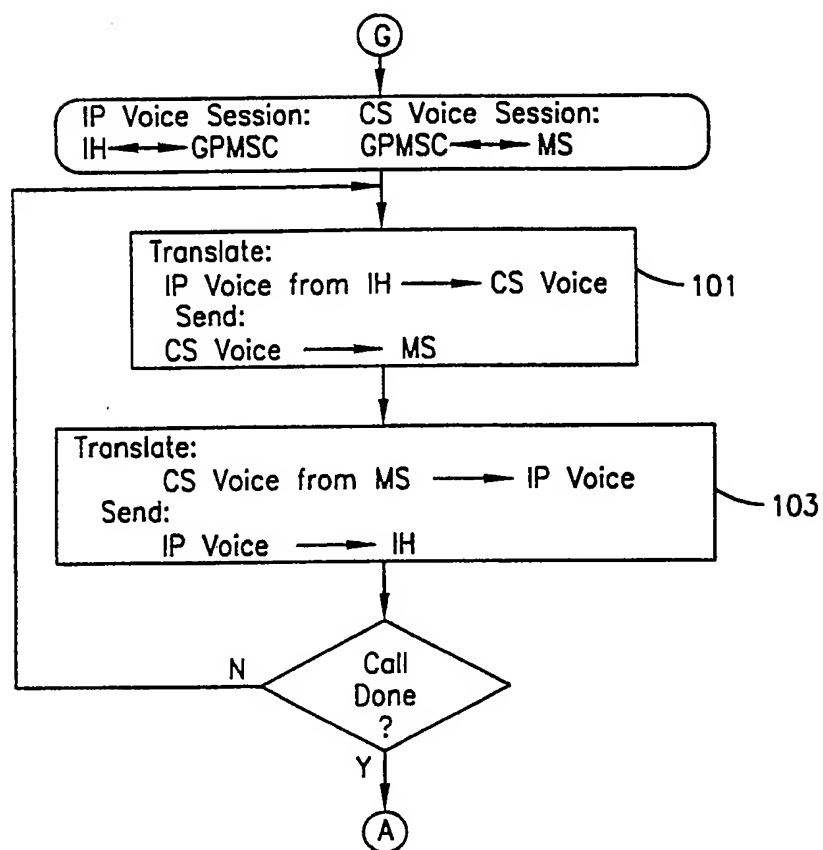 G
IP Voice Session: CS Voice Session:
IH GPMSC GPMSC MS
Translate:
IP Voice from IH CS Voice
Send:
CS Voice MS
101
Translate:
CS Voice from MS IP Voice
Send:
IP Voice IH
103
Call
Done
?
N
Y
A